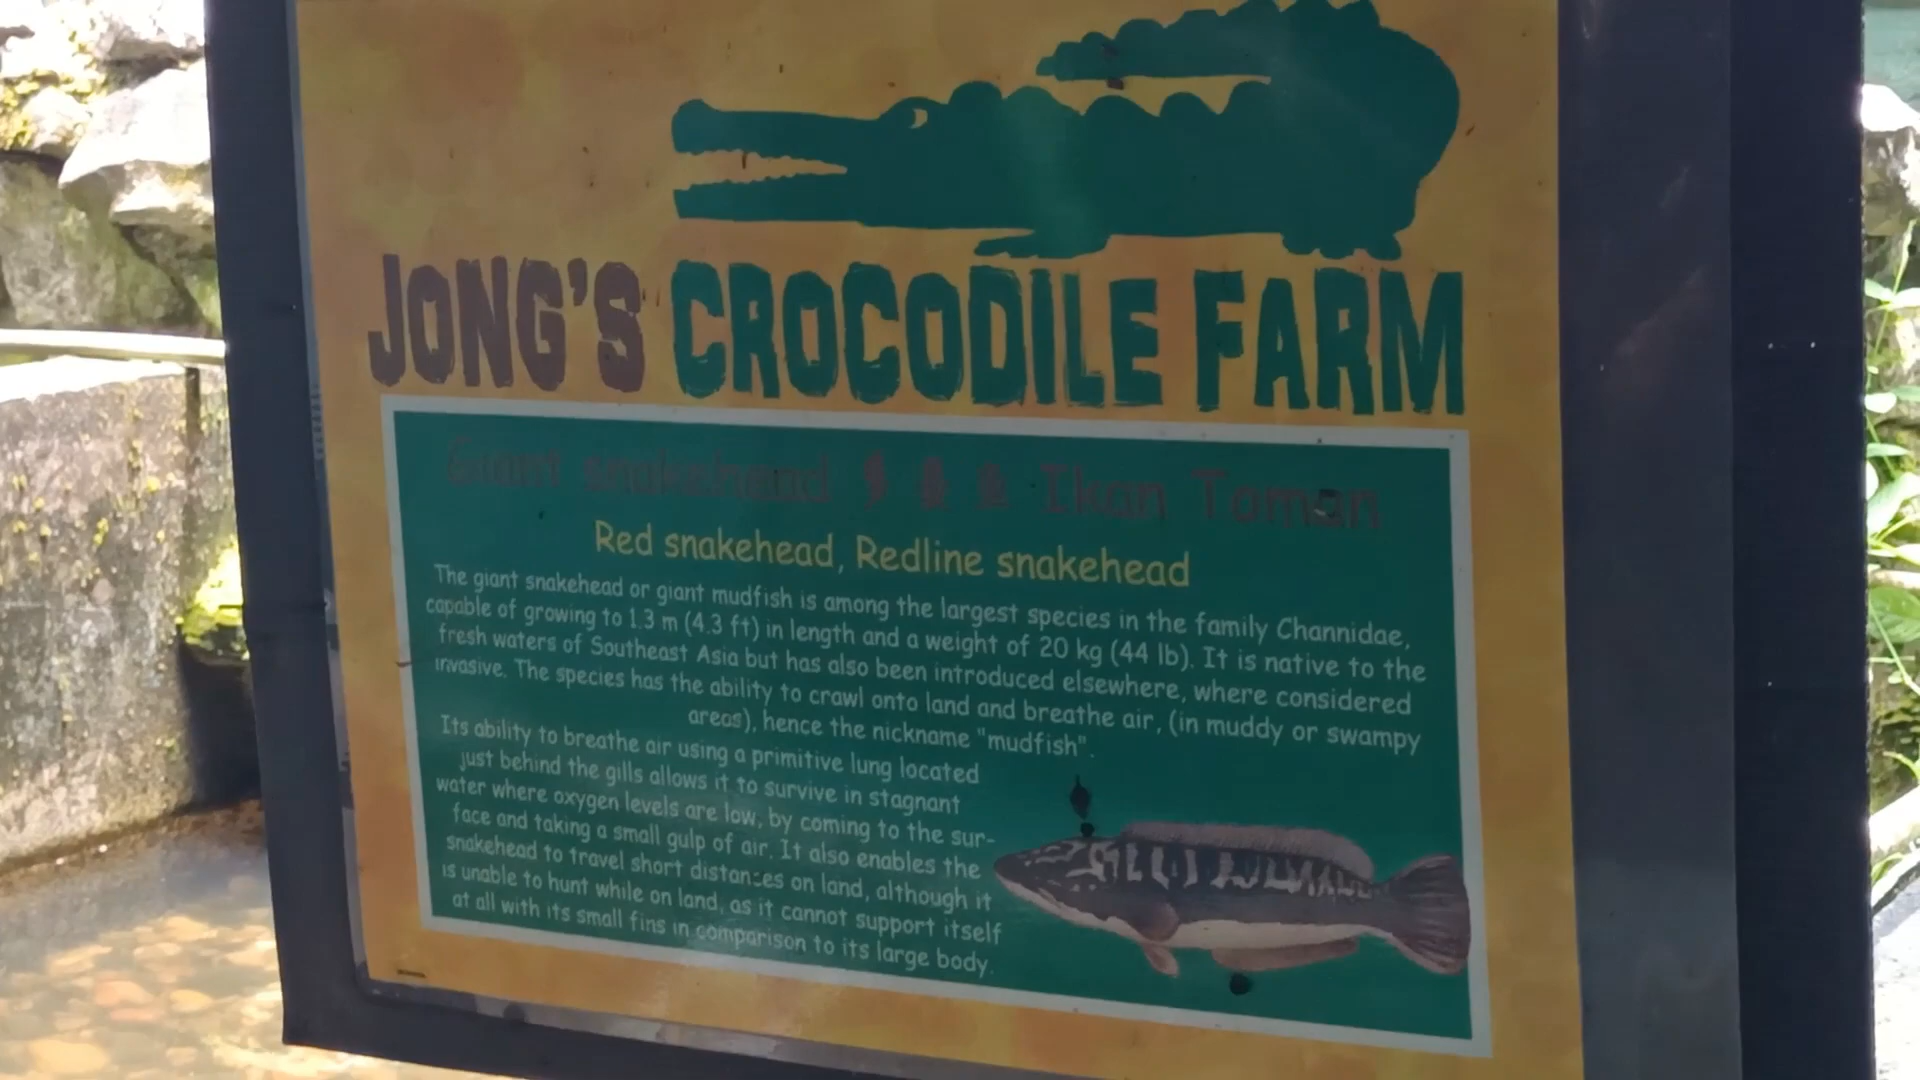 JONG'S CROCODILE FARM
Giant snakehead Ikan Toman
Red snakehead, Redline snakehead
The giant snakehead or giant mudfish is among the largest species in the family Channidae,
capable of growing to 1.3 m (4.3 ft) in length and a weight of 20 kg (44 lb). It is native to the
fresh waters of Southeast Asia but has also been introduced elsewhere, where considered
invasive. The species has the ability to crawl onto land and breathe air, (in muddy or swampy
areas), hence the nickname "mudfish".
Its ability to breathe air using a primitive lung located
just behind the gills allows it to survive in stagnant
water where oxygen levels are low, by coming to the sur-
face and taking a small gulp of air. It also enables the
snakehead to travel short distances on land, although it
is unable to hunt while on land, as it cannot support itself
at all with its small fins in comparison to its large body.